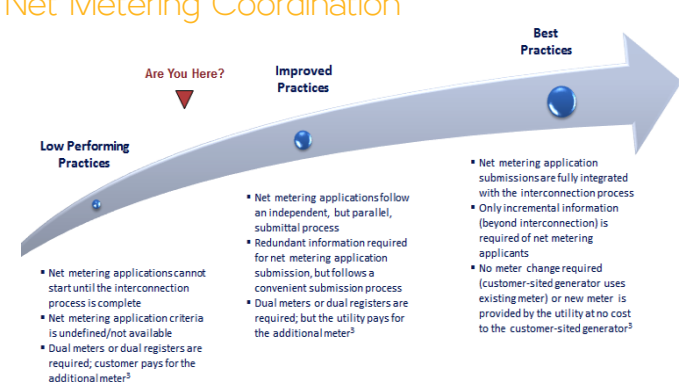 Net Metering Coordination
Best
Practices
Are You Here?
Improved
Practices
Low Performing
Practices
▪ Net metering applications cannot
start until the interconnection
process is complete
▪ Net metering application criteria
is undefined/not available
▪ Dual meters or dual registers are
required; customer pays for the
additional meter³
▪ Net metering applications follow
an independent, but parallel,
submittal process
▪ Redundant information required
for net metering application
submission, but follows a
convenient submission process
▪ Dual meters or dual registers are
required; but the utility pays for
the additional meter³
▪ Net metering application
submissions are fully integrated
with the interconnection process
▪ Only incremental information
(beyond interconnection) is
required of net metering
applicants
▪ No meter change required
(customer-sited generator uses
existing meter) or new meter is
provided by the utility at no cost
to the customer-sited generator³